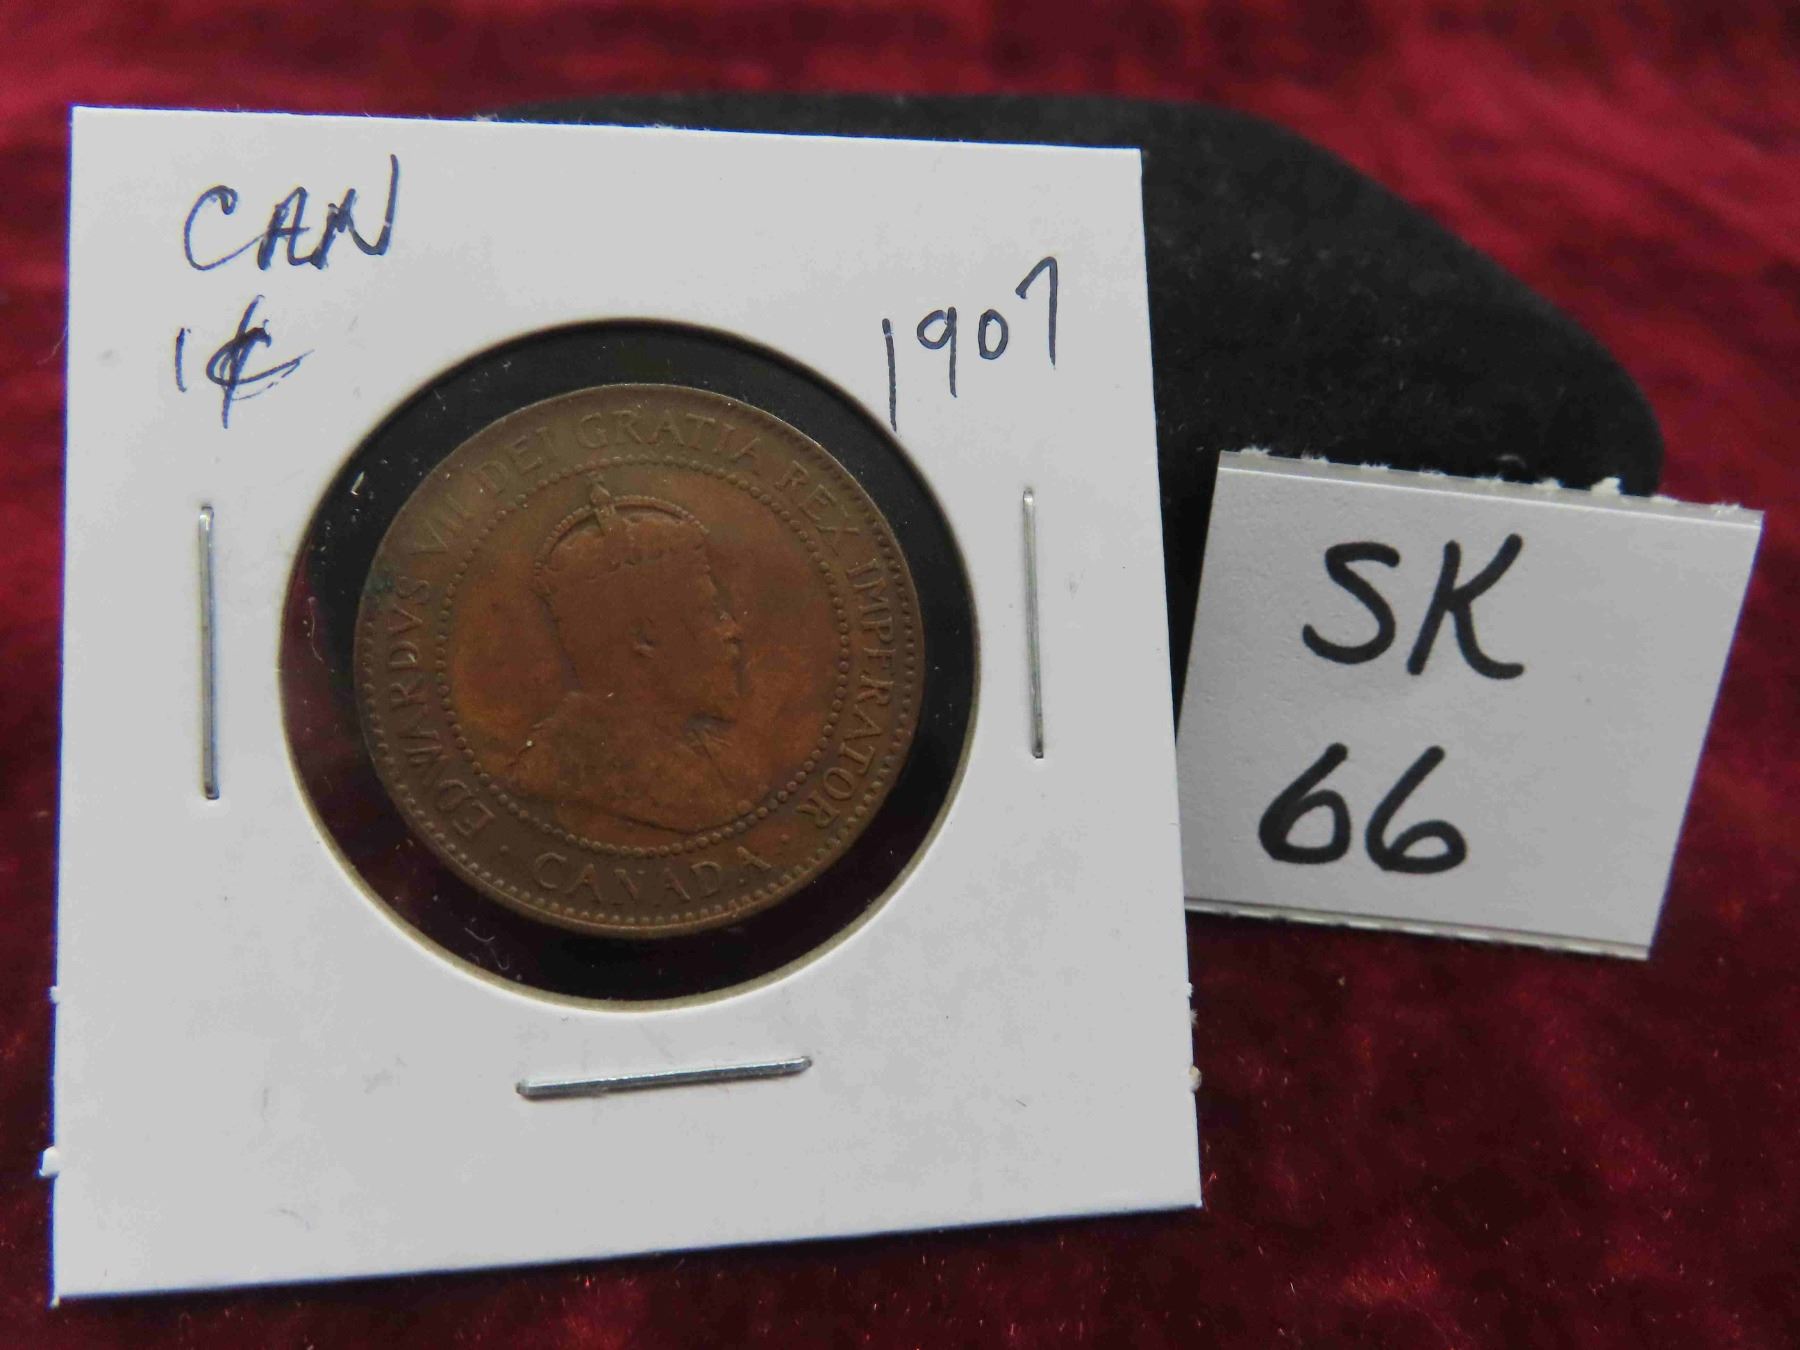 CAN
1¢
1907
EDWARDVS VII DEI GRATIA REX IMPERATOR
· CANADA ·
SK
66